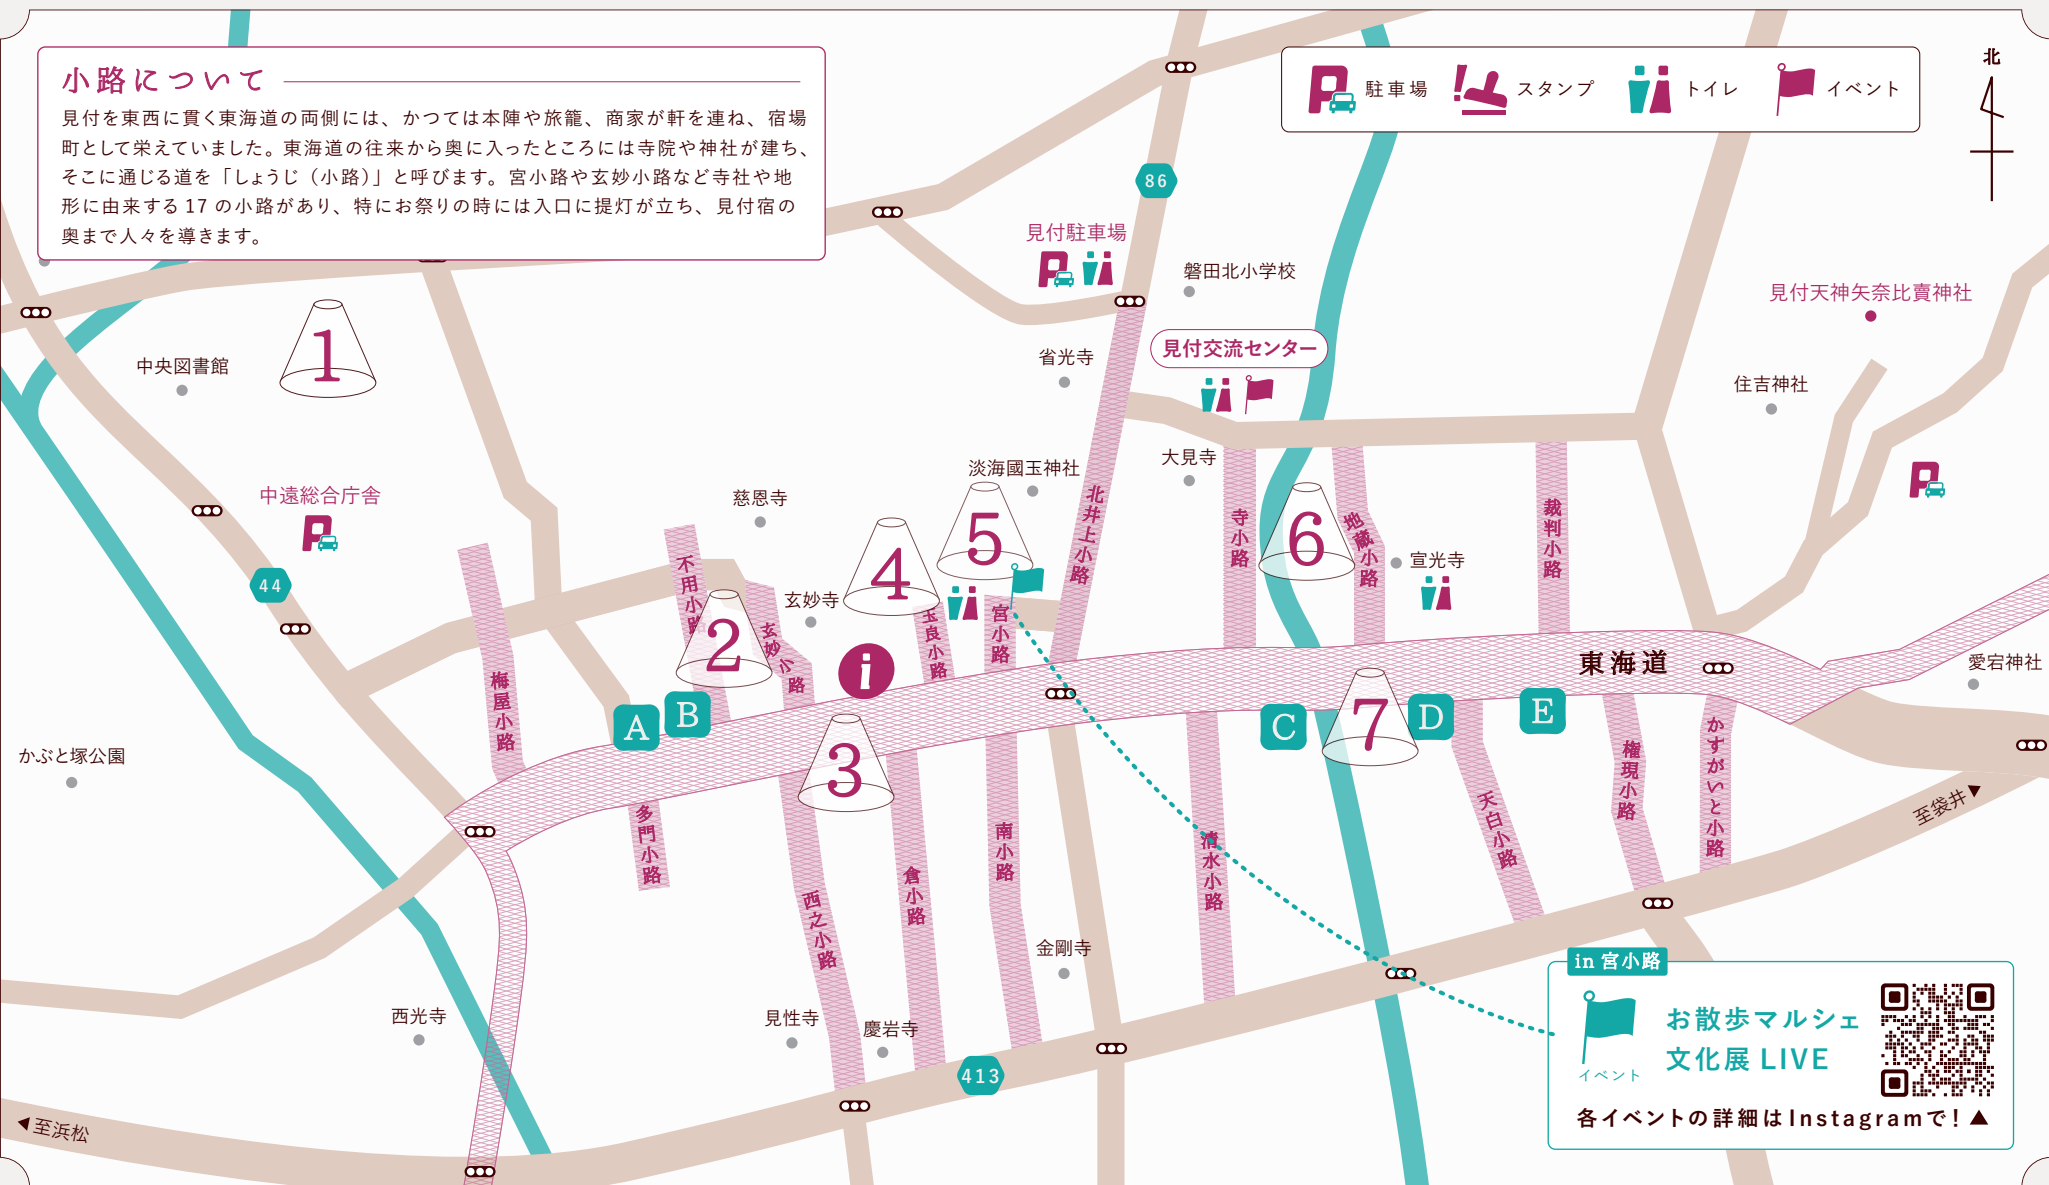 小路について
見付を東西に貫く東海道の両側には、かつては本陣や旅籠、商家が軒を連ね、宿場
町として栄えていました。東海道の往来から奥に入ったところには寺院や神社が建ち、
そこに通じる道を「しょうじ（小路）」と呼びます。宮小路や玄妙小路など寺社や地
形に由来する 17 の小路があり、特にお祭りの時には入口に提灯が立ち、見付宿の
奥まで人々を導きます。
駐車場
スタンプ
トイレ
イベント
北
86
見付駐車場
磐田北小学校
見付天神矢奈比賣神社
1
中央図書館
省光寺
見付交流センター
住吉神社
中遠総合庁舎
慈恩寺
淡海國玉神社
大見寺
44
不用小路
2
玄妙小路
玄妙寺
4
5
玉良小路
宮小路
北井上小路
寺小路
6
地蔵小路
宣光寺
裁判小路
梅屋小路
i
東海道
愛宕神社
A
B
3
C
7
D
E
かぶと塚公園
多門小路
西之小路
倉小路
南小路
清水小路
天白小路
権現小路
かすがいと小路
至袋井▶
金剛寺
西光寺
見性寺
慶岩寺
413
◀至浜松
in 宮小路
イベント
お散歩マルシェ
文化展 LIVE
各イベントの詳細はInstagramで！▲